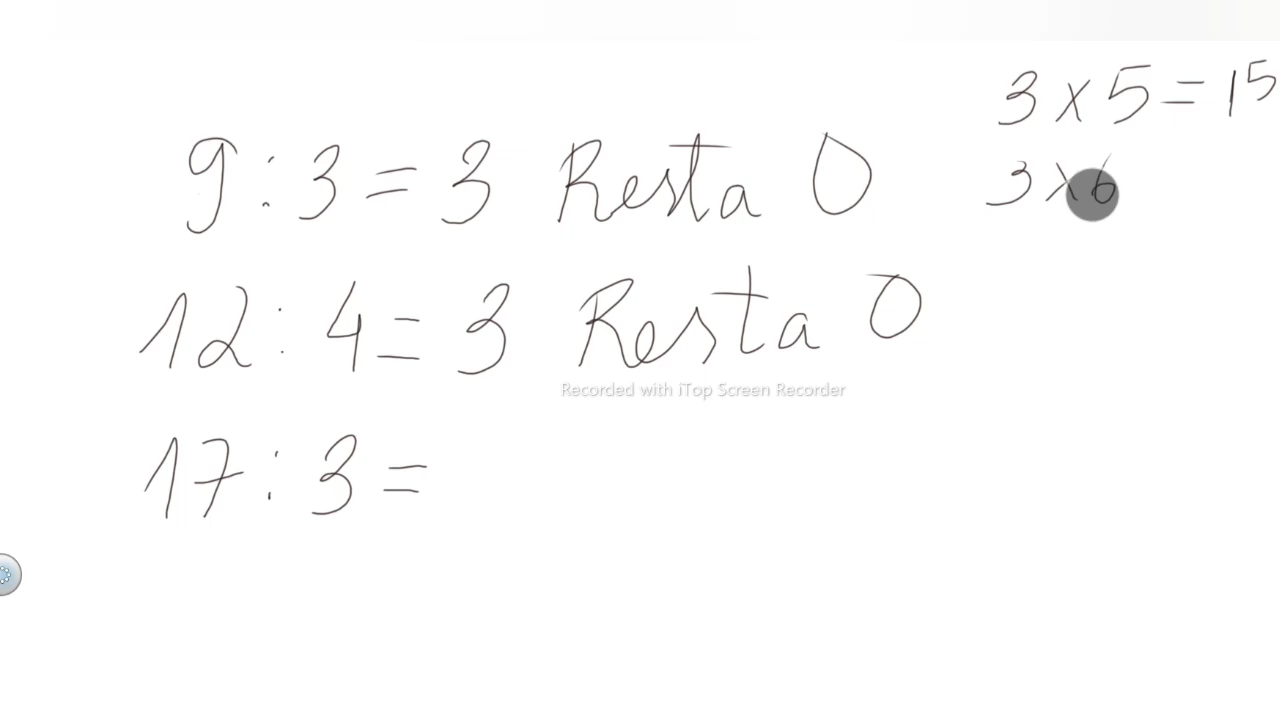 3 x 5 = 15
9 : 3 = 3 Resta 0
3 x 6
12 : 4 = 3 Resta 0
Recorded with iTop Screen Recorder
17 : 3 =